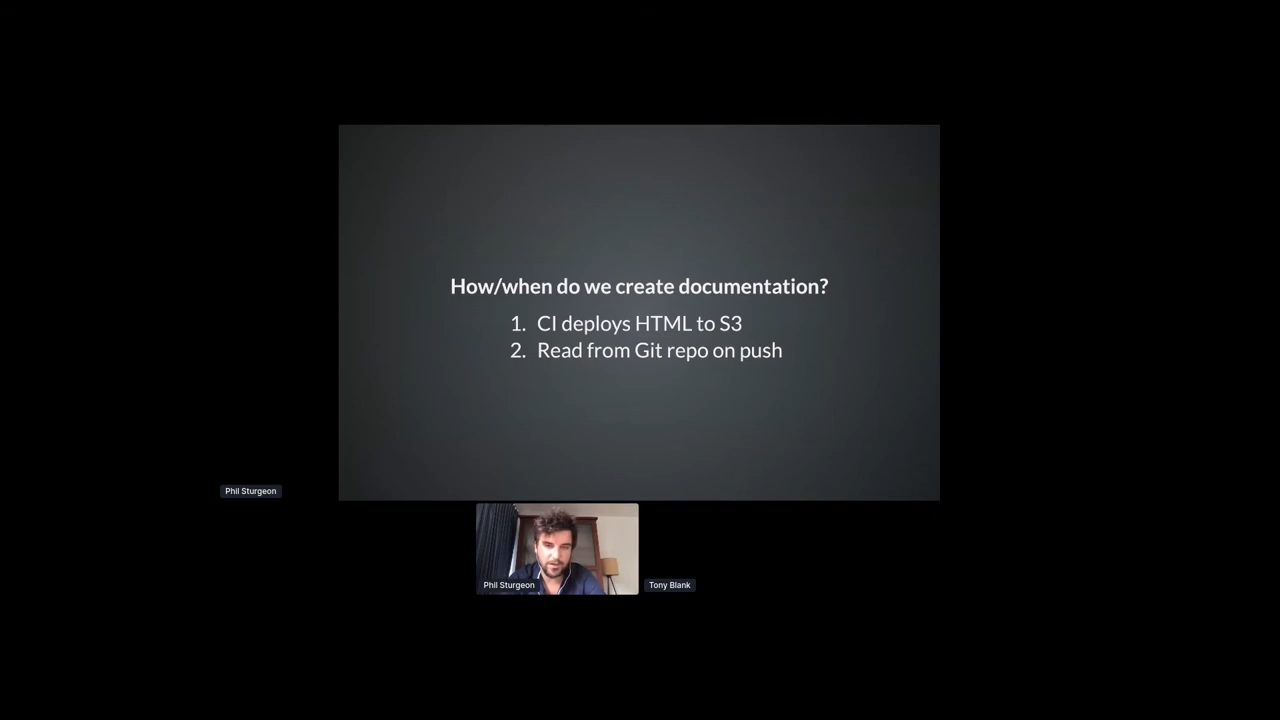 How/when do we create documentation?
1. CI deploys HTML to S3
2. Read from Git repo on push
Phil Sturgeon
Phil Sturgeon
Tony Blank